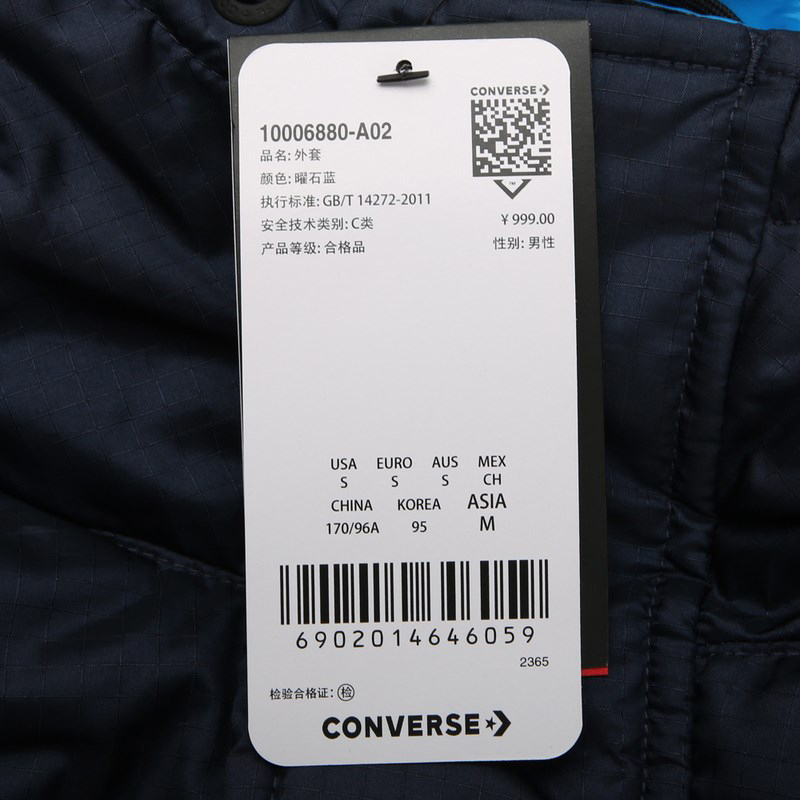 CONVERSE
10006880-A02
品名: 外套
颜色: 曜石蓝
执行标准: GB/T 14272-2011
安全技术类别: C类
产品等级: 合格品
TM
¥ 999.00
性别: 男性
USA EURO AUS MEX
S S S CH
CHINA KOREA ASIA
170/96A 95 M
6902014646059
2365
检验合格证: 检
CONVERSE